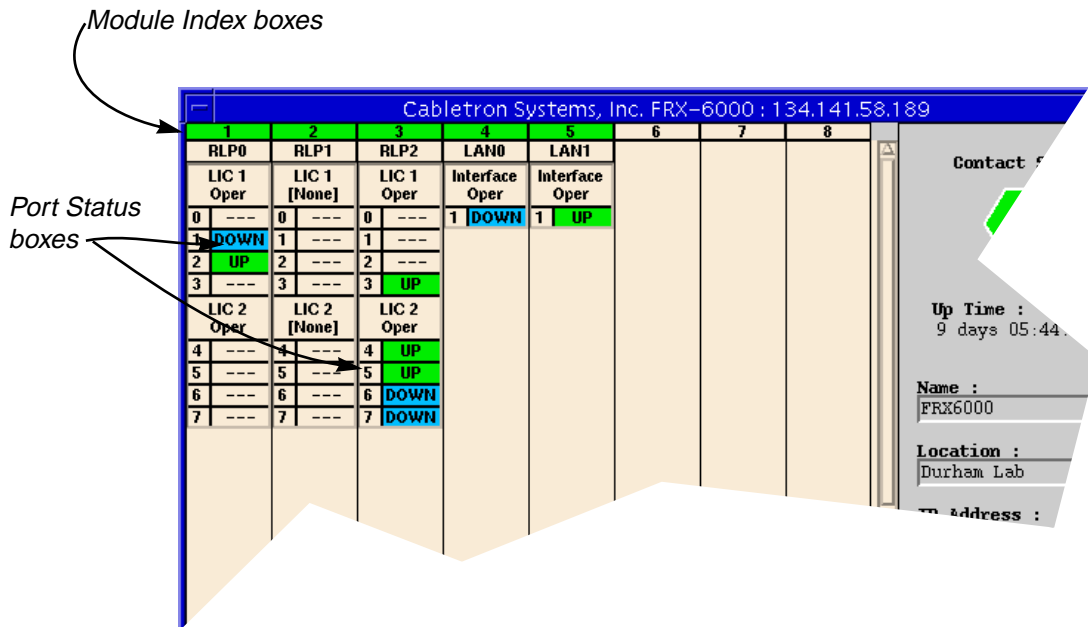 Module Index boxes
Cabletron Systems, Inc. FRX-6000 : 134.141.58.189
1 2 3 4 5 6 7 8
RLP0 RLP1 RLP2 LAN0 LAN1
LIC 1 LIC 1 LIC 1 Interface Interface
Oper [None] Oper Oper Oper
0 --- 0 --- 0 --- 1 DOWN 1 UP
1 DOWN 1 --- 1 ---
2 UP 2 --- 2 ---
3 --- 3 --- 3 UP
LIC 2 LIC 2 LIC 2
Oper [None] Oper
4 --- 4 --- 4 UP
5 --- 5 --- 5 UP
6 --- 6 --- 6 DOWN
7 --- 7 --- 7 DOWN
Port Status
boxes
Contact
Up Time :
9 days 05:44.
Name :
FRX6000
Location :
Durham Lab
Address :